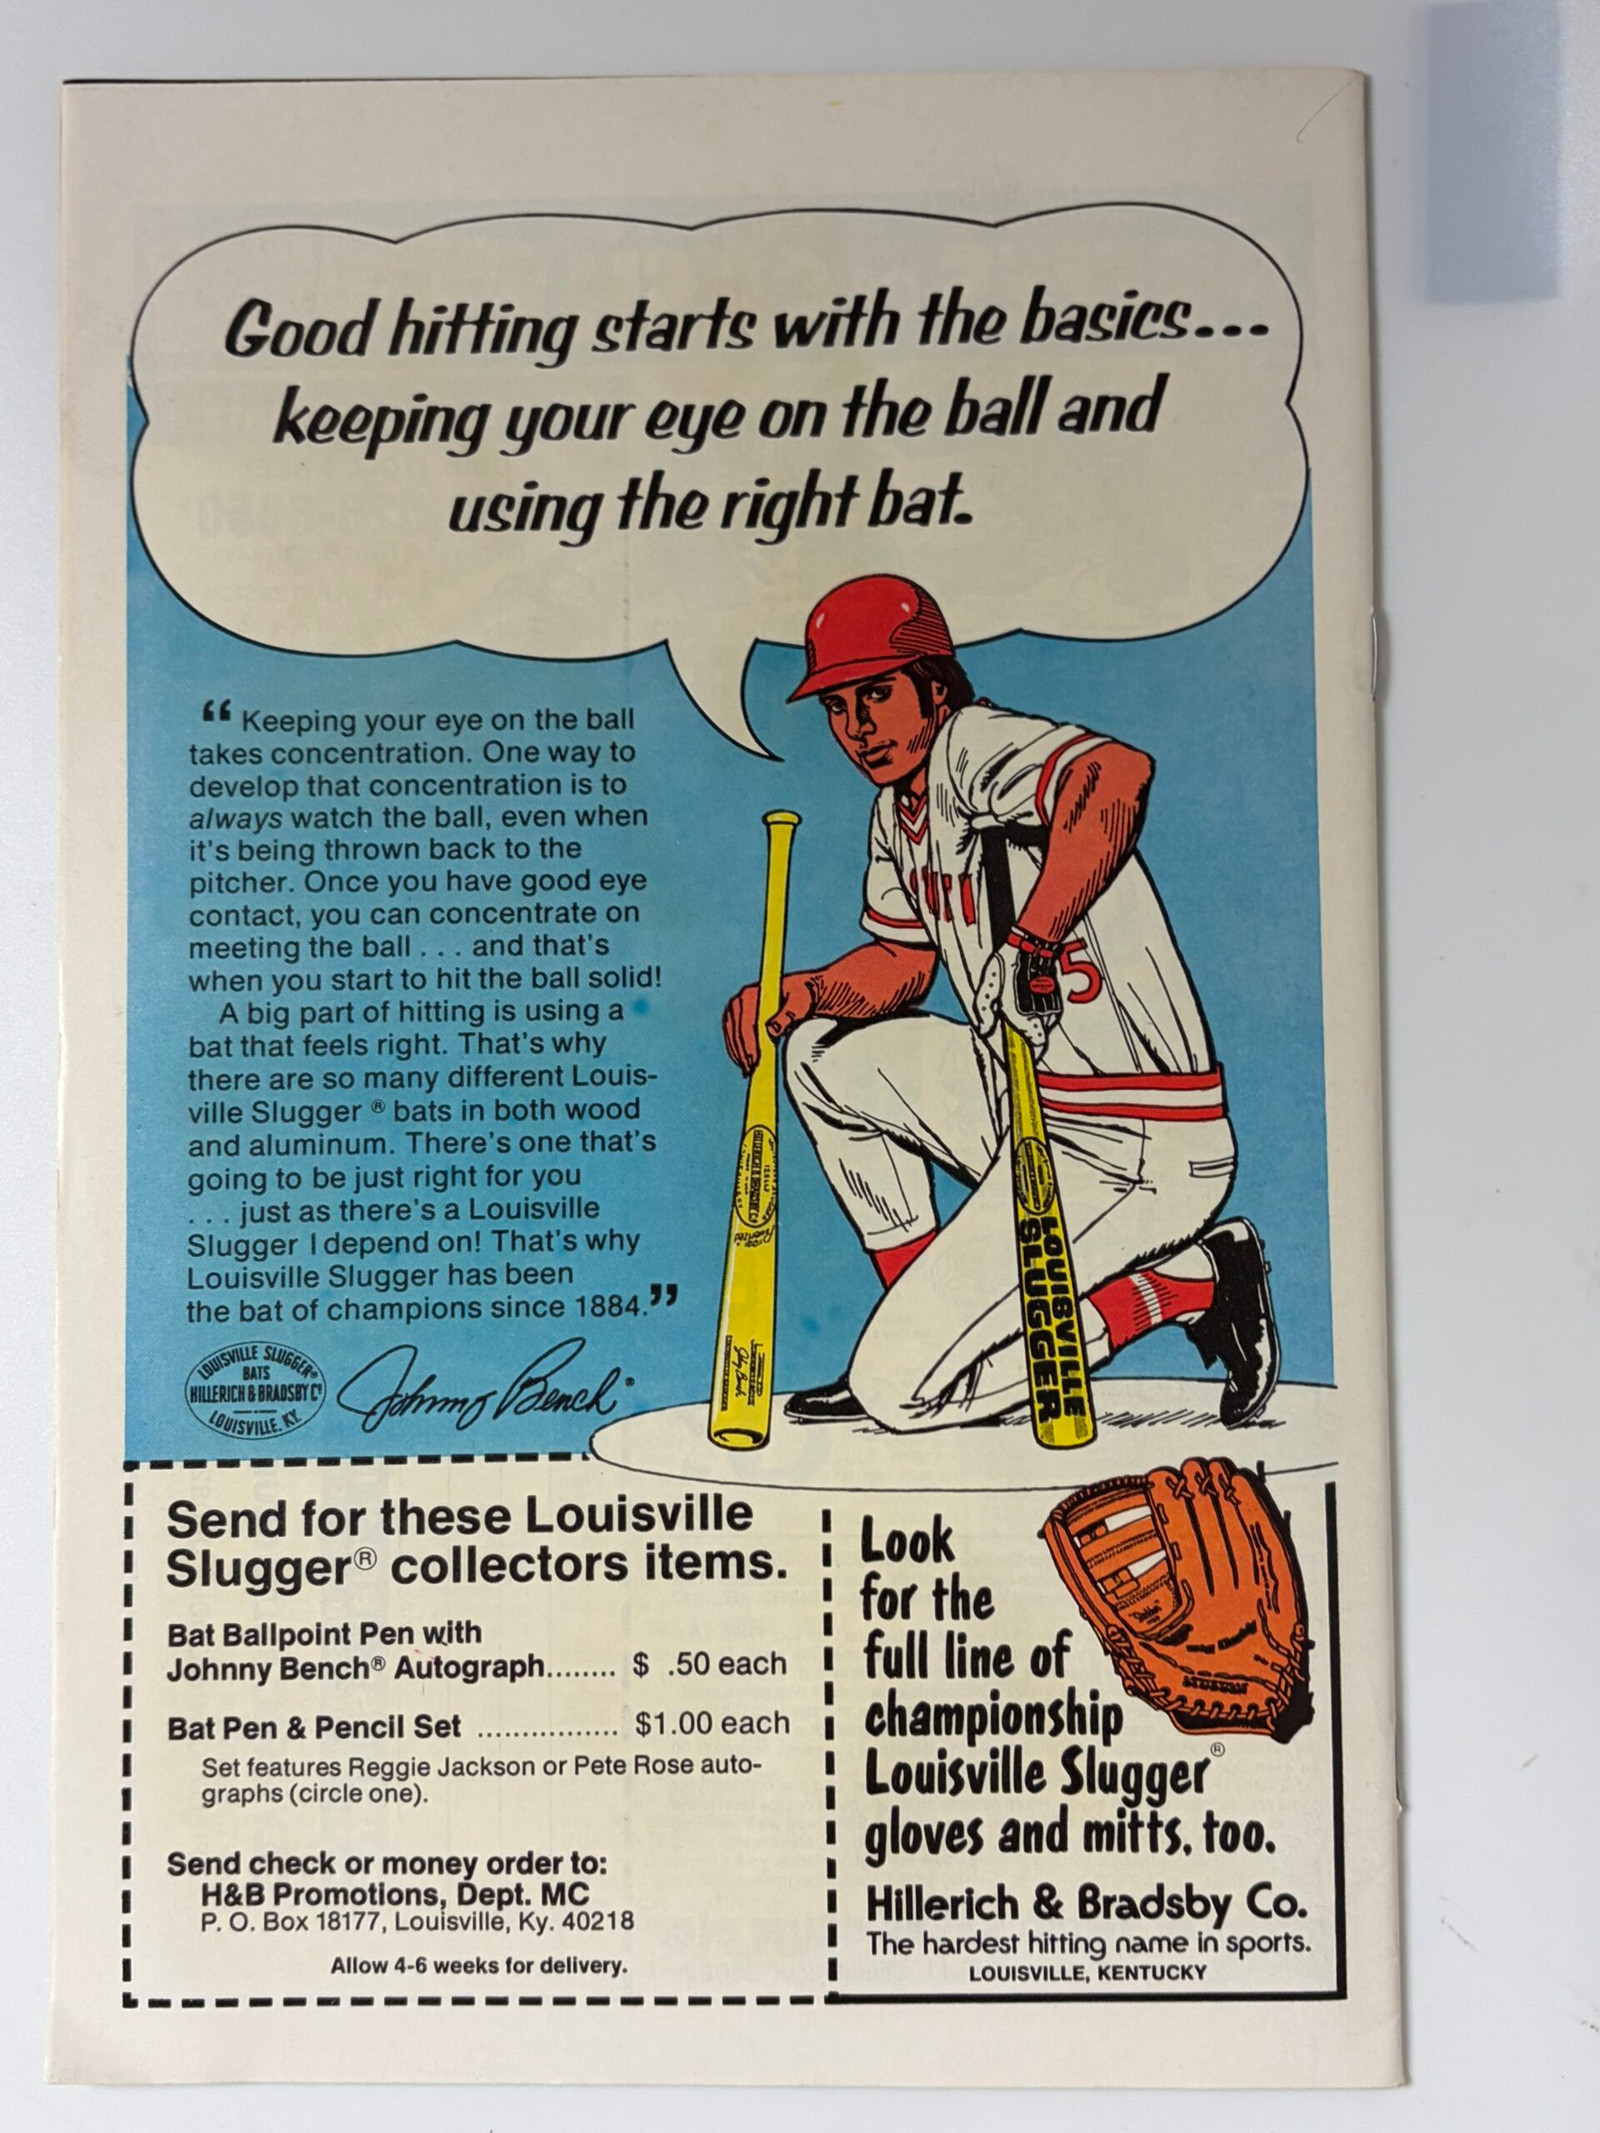 Good hitting starts with the basics...
keeping your eye on the ball and
using the right bat.
“ Keeping your eye on the ball
takes concentration. One way to
develop that concentration is to
always watch the ball, even when
it's being thrown back to the
pitcher. Once you have good eye
contact, you can concentrate on
meeting the ball . . . and that's
when you start to hit the ball solid!
A big part of hitting is using a
bat that feels right. That's why
there are so many different Louis-
ville Slugger ® bats in both wood
and aluminum. There's one that's
going to be just right for you
. . . just as there's a Louisville
Slugger I depend on! That's why
Louisville Slugger has been
the bat of champions since 1884.”
LOUISVILLE SLUGGER®
BATS
HILLERICH & BRADSBY Cº
LOUISVILLE. KY.
Johnny Bench®
5
LOUISVILLE
SLUGGER
Send for these Louisville
Slugger® collectors items.
Bat Ballpoint Pen with
Johnny Bench® Autograph........ $ .50 each
Bat Pen & Pencil Set ................ $1.00 each
Set features Reggie Jackson or Pete Rose auto-
graphs (circle one).
Send check or money order to:
H&B Promotions, Dept. MC
P. O. Box 18177, Louisville, Ky. 40218
Allow 4-6 weeks for delivery.
Look
for the
full line of
championship
Louisville Slugger®
gloves and mitts, too.
Hillerich & Bradsby Co.
The hardest hitting name in sports.
LOUISVILLE, KENTUCKY